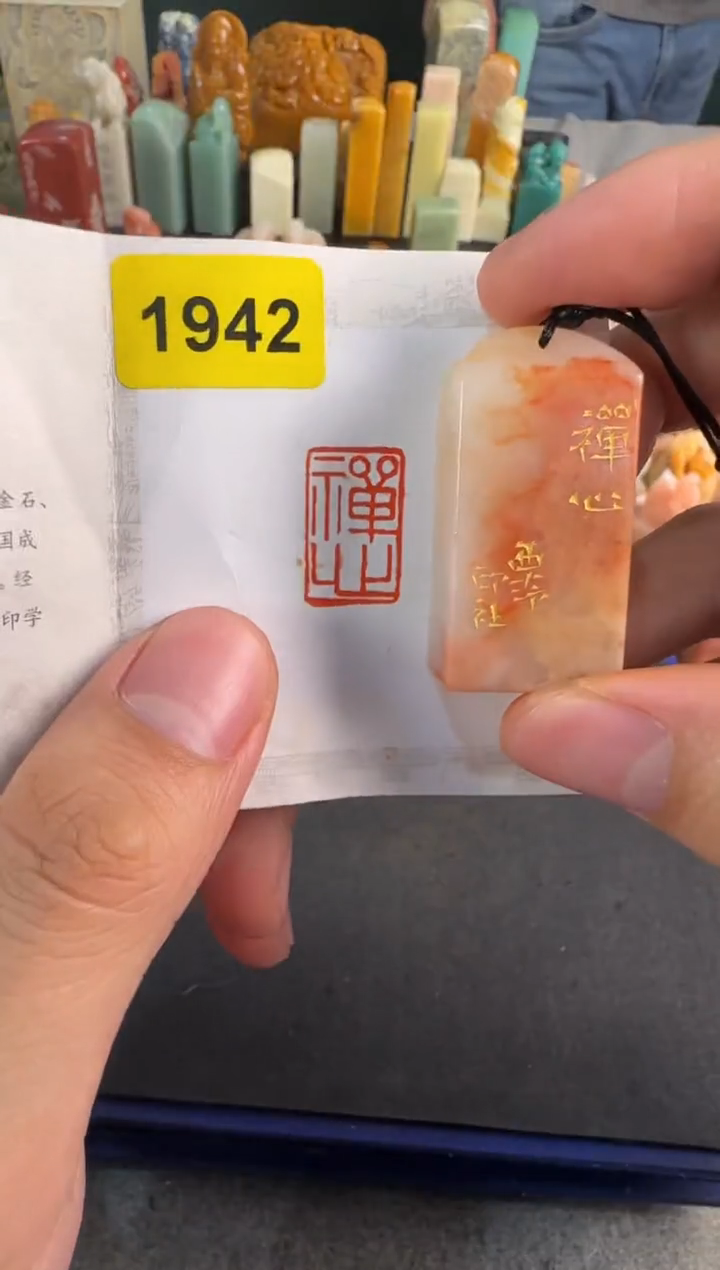 1942
禪心
禪心
西泠
印社
金石、
国成
。经
印学